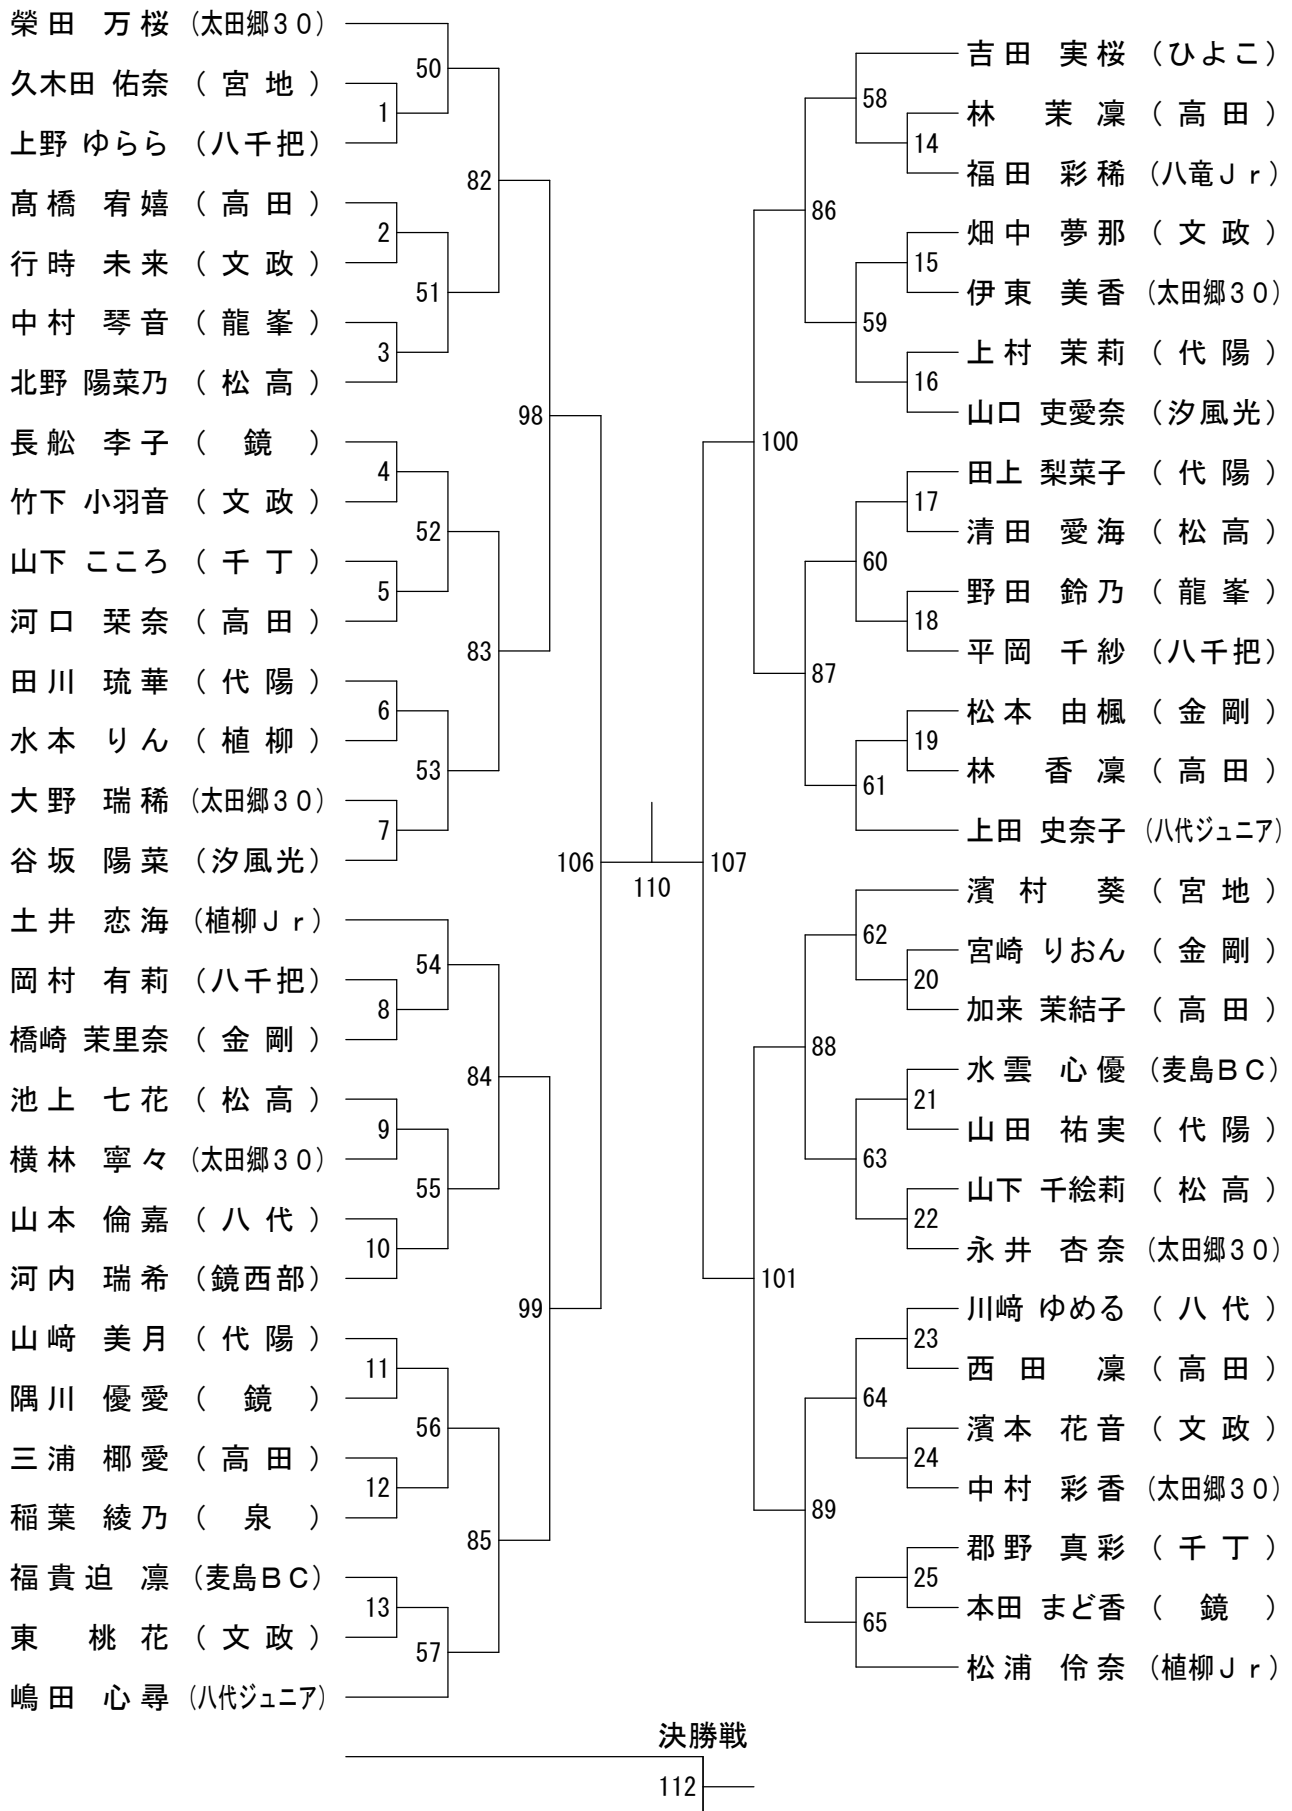 榮田 万桜 (太田郷30)
久木田 佑奈 (宮地)
上野 ゆらら (八千把)
髙橋 宥嬉 (高田)
行時 未来 (文政)
中村 琴音 (龍峯)
北野 陽菜乃 (松高)
長舩 李子 (鏡)
竹下 小羽音 (文政)
山下 こころ (千丁)
河口 栞奈 (高田)
田川 琉華 (代陽)
水本 りん (植柳)
大野 瑞稀 (太田郷30)
谷坂 陽菜 (汐風光)
土井 恋海 (植柳Jr)
岡村 有莉 (八千把)
橋崎 茉里奈 (金剛)
池上 七花 (松高)
横林 寧々 (太田郷30)
山本 倫嘉 (八代)
河内 瑞希 (鏡西部)
山﨑 美月 (代陽)
隅川 優愛 (鏡)
三浦 椰愛 (高田)
稲葉 綾乃 (泉)
福貴迫 凛 (麦島BC)
東 桃花 (文政)
嶋田 心尋 (八代ジュニア)
1
2
3
4
5
6
7
8
9
10
11
12
13
50
51
52
53
54
55
56
57
82
83
84
85
98
99
106
110
107
100
101
86
87
88
89
58
59
60
61
62
63
64
65
14
15
16
17
18
19
20
21
22
23
24
25
吉田 実桜 (ひよこ)
林 茉凜 (高田)
福田 彩稀 (八竜Jr)
畑中 夢那 (文政)
伊東 美香 (太田郷30)
上村 茉莉 (代陽)
山口 吏愛奈 (汐風光)
田上 梨菜子 (代陽)
清田 愛海 (松高)
野田 鈴乃 (龍峯)
平岡 千紗 (八千把)
松本 由楓 (金剛)
林 香凜 (高田)
上田 史奈子 (八代ジュニア)
濱村 葵 (宮地)
宮崎 りおん (金剛)
加来 茉結子 (高田)
水雲 心優 (麦島BC)
山田 祐実 (代陽)
山下 千絵莉 (松高)
永井 杏奈 (太田郷30)
川﨑 ゆめる (八代)
西田 凜 (高田)
濱本 花音 (文政)
中村 彩香 (太田郷30)
郡野 真彩 (千丁)
本田 まど香 (鏡)
松浦 伶奈 (植柳Jr)
決勝戦
112